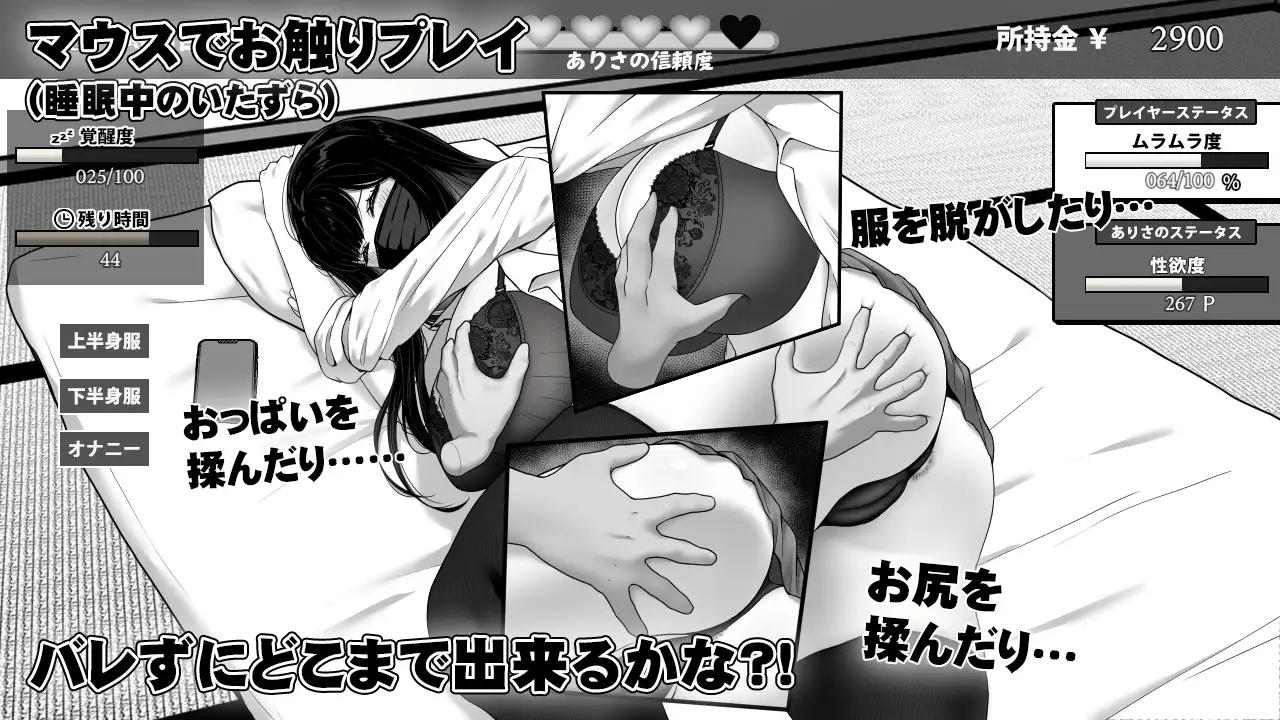 マウスでお触りプレイ
(睡眠中のいたずら)
ありさの信頼度
所持金 ¥ 2900
zzz 覚醒度
025/100
残り時間
44
プレイヤーステータス
ムラムラ度
064/100 %
ありさのステータス
性欲度
267 P
服を脱がしたり…
上半身服
下半身服
オナニー
おっぱいを
揉んだり……
お尻を
揉んだり…
バレずにどこまで出来るかな?!